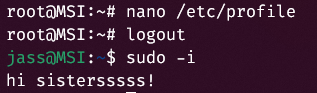 root@MSI:~# nano /etc/profile
root@MSI:~# logout
jass@MSI:~$ sudo -i
hi sistersssss!